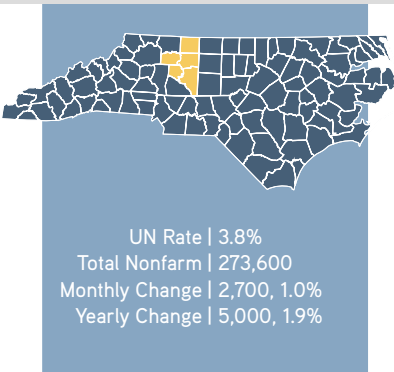 UN Rate | 3.8%
Total Nonfarm | 273,600
Monthly Change | 2,700, 1.0%
Yearly Change | 5,000, 1.9%